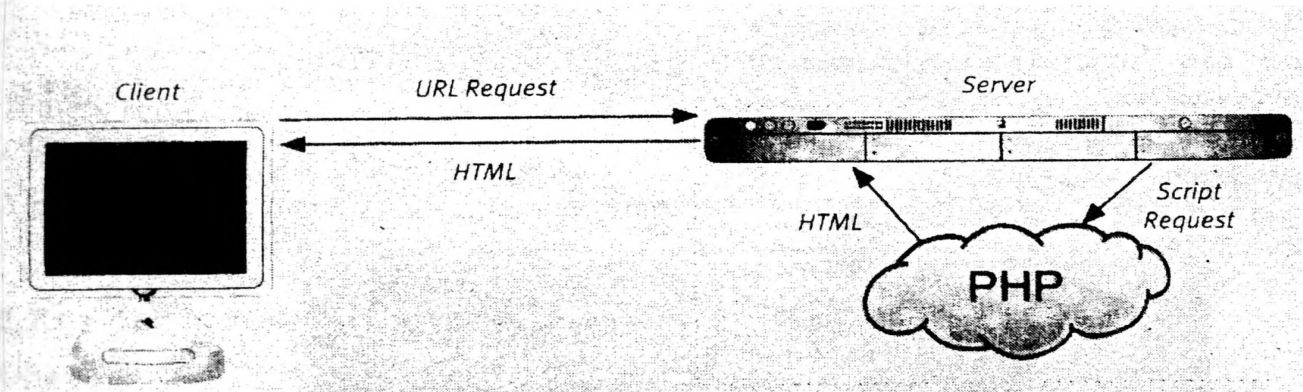 Client
URL Request
Server
HTML
HTML
Script
Request
PHP